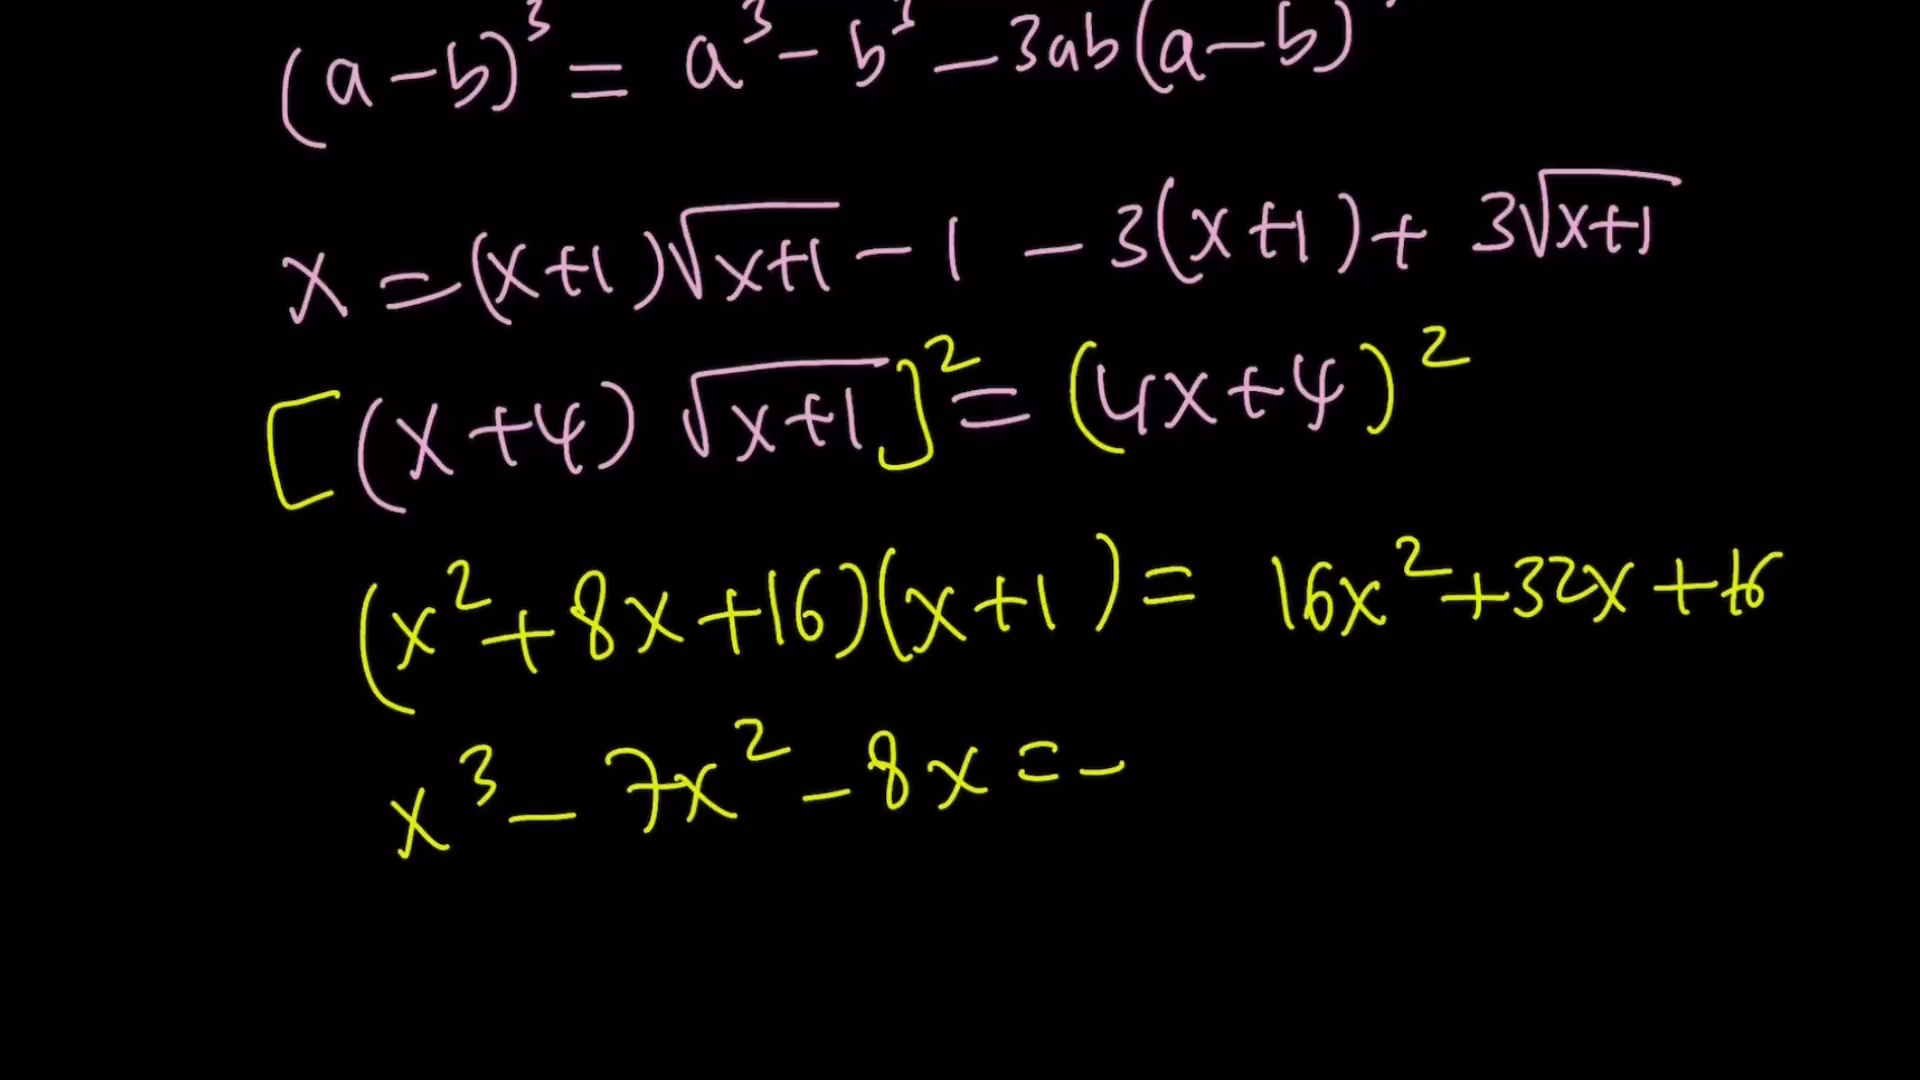 (a-b)³ = a³ - b³ - 3ab(a-b)
x = (x+1)√(x+1) - 1 - 3(x+1) + 3√(x+1)
[(x+4) √(x+1)]² = (4x+4)²
(x²+8x+16)(x+1) = 16x²+32x+16
x³ - 7x² - 8x = -